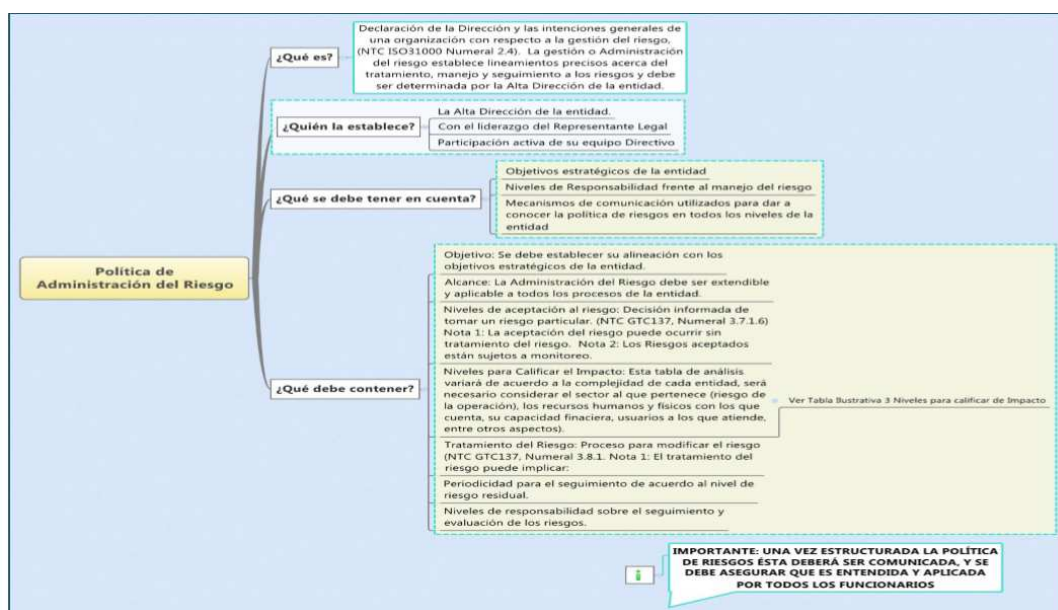 ¿Qué es?
Declaración de la Dirección y las intenciones generales de
una organización con respecto a la gestión del riesgo,
(NTC ISO31000 Numeral 2.4). La gestión o Administración
del riesgo establece lineamientos precisos acerca del
tratamiento, manejo y seguimiento a los riesgos y debe
ser determinada por la Alta Dirección de la entidad.
¿Quién la establece?
La Alta Dirección de la entidad.
Con el liderazgo del Representante Legal
Participación activa de su equipo Directivo
¿Qué se debe tener en cuenta?
Objetivos estratégicos de la entidad
Niveles de Responsabilidad frente al manejo del riesgo
Mecanismos de comunicación utilizados para dar a
conocer la política de riesgos en todos los niveles de la
entidad
Política de
Administración del Riesgo
¿Qué debe contener?
Objetivo: Se debe establecer su alineación con los
objetivos estratégicos de la entidad.
Alcance: La Administración del Riesgo debe ser extendible
y aplicable a todos los procesos de la entidad.
Niveles de aceptación al riesgo: Decisión informada de
tomar un riesgo particular. (NTC GTC137, Numeral 3.7.1.6)
Nota 1: La aceptación del riesgo puede ocurrir sin
tratamiento del riesgo. Nota 2: Los Riesgos aceptados
están sujetos a monitoreo.
Niveles para Calificar el Impacto: Esta tabla de análisis
variará de acuerdo a la complejidad de cada entidad, será
necesario considerar el sector al que pertenece (riesgo de
la operación), los recursos humanos y físicos con los que
cuenta, su capacidad finaciera, usuarios a los que atiende,
entre otros aspectos).
Ver Tabla Ilustrativa 3 Niveles para calificar de Impacto
Tratamiento del Riesgo: Proceso para modificar el riesgo
(NTC GTC137, Numeral 3.8.1. Nota 1: El tratamiento del
riesgo puede implicar:
Periodicidad para el seguimiento de acuerdo al nivel de
riesgo residual.
Niveles de responsabilidad sobre el seguimiento y
evaluación de los riesgos.
IMPORTANTE: UNA VEZ ESTRUCTURADA LA POLÍTICA
DE RIESGOS ÉSTA DEBERÁ SER COMUNICADA, Y SE
DEBE ASEGURAR QUE ES ENTENDIDA Y APLICADA
POR TODOS LOS FUNCIONARIOS